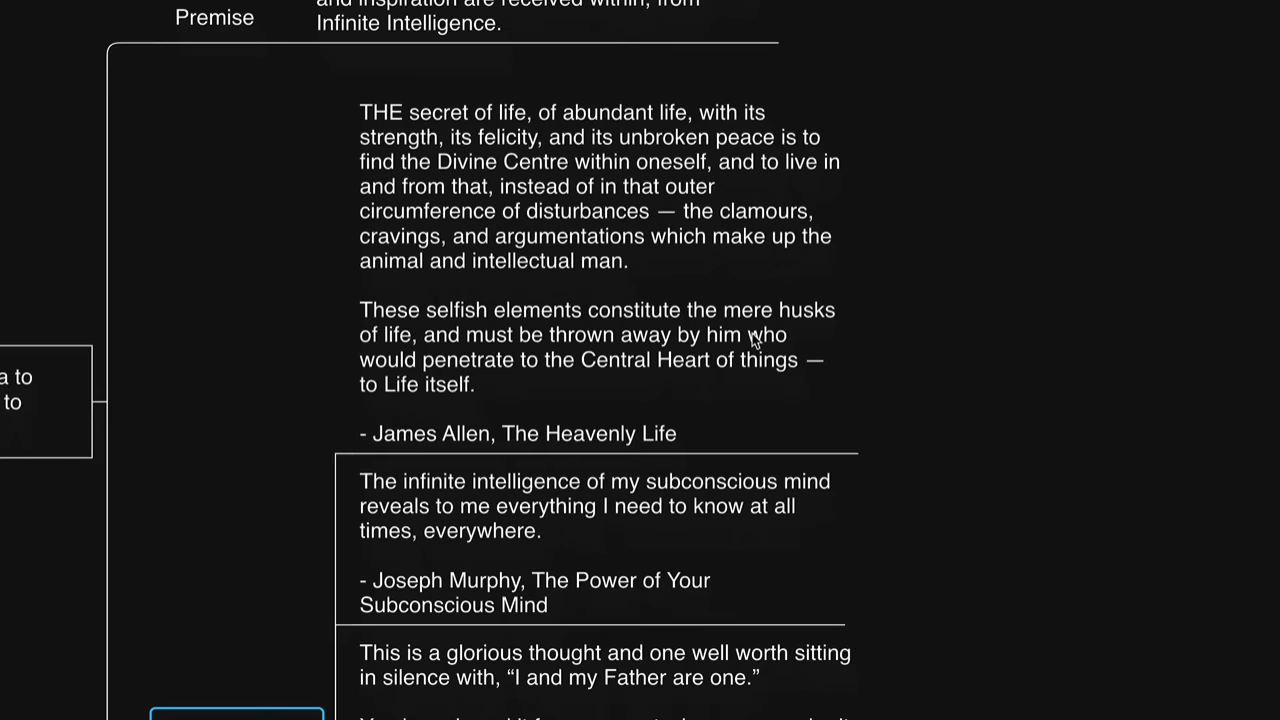 and inspiration are received within, from
Premise
Infinite Intelligence.
THE secret of life, of abundant life, with its
strength, its felicity, and its unbroken peace is to
find the Divine Centre within oneself, and to live in
and from that, instead of in that outer
circumference of disturbances — the clamours,
cravings, and argumentations which make up the
animal and intellectual man.
These selfish elements constitute the mere husks
of life, and must be thrown away by him who
would penetrate to the Central Heart of things —
to Life itself.
- James Allen, The Heavenly Life
a to
to
The infinite intelligence of my subconscious mind
reveals to me everything I need to know at all
times, everywhere.
- Joseph Murphy, The Power of Your
Subconscious Mind
This is a glorious thought and one well worth sitting
in silence with, “I and my Father are one.”